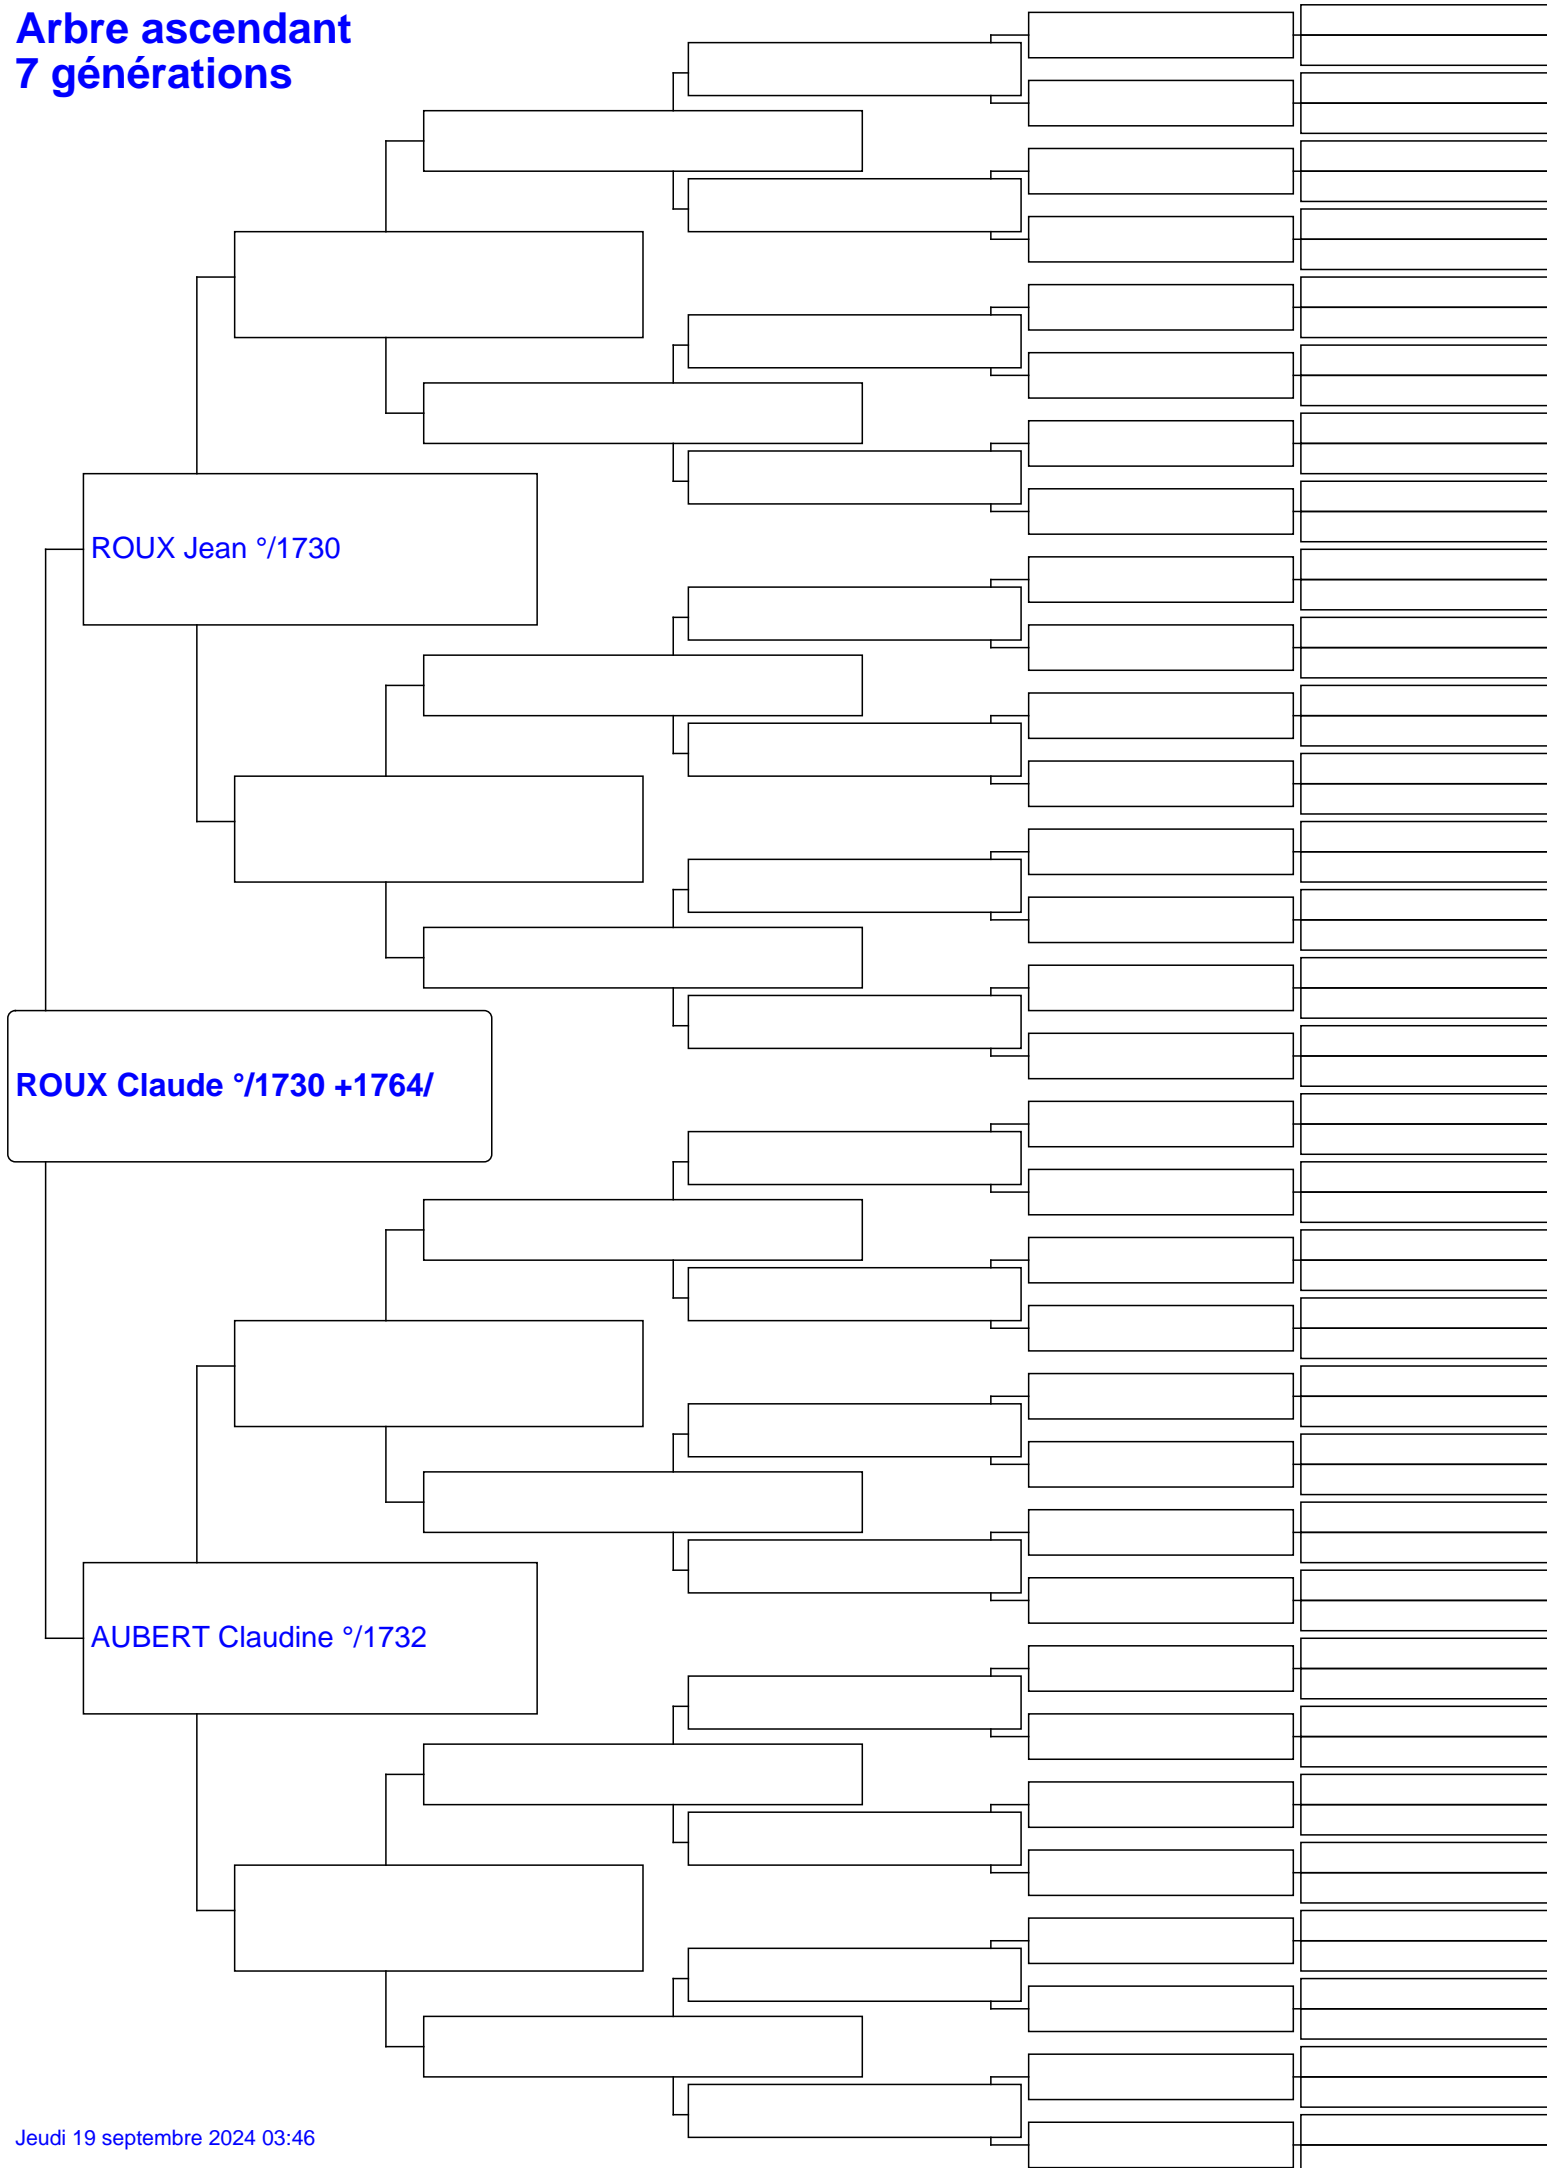 Arbre ascendant
7 générations
ROUX Jean °/1730
ROUX Claude °/1730 +1764/
AUBERT Claudine °/1732
Jeudi 19 septembre 2024 03:46